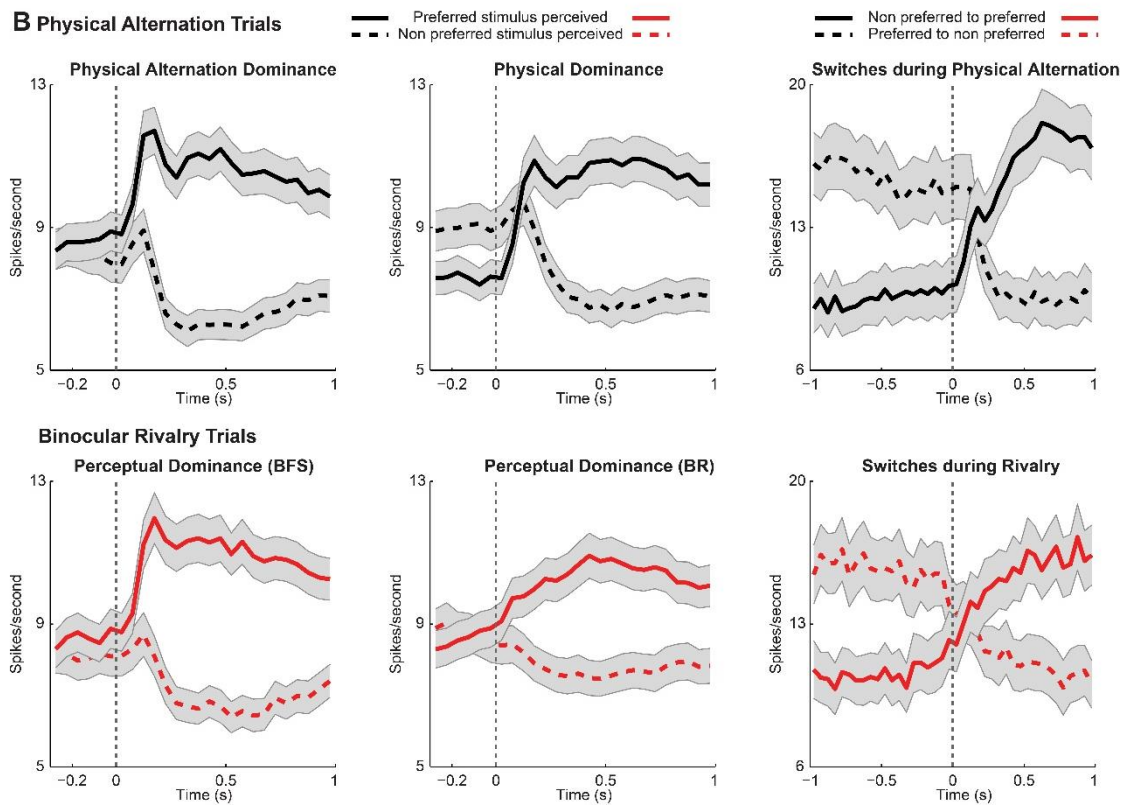 B Physical Alternation Trials
Preferred stimulus perceived
Non preferred stimulus perceived
Non preferred to preferred
Preferred to non preferred
Physical Alternation Dominance
13
9
5
Spikes/second
−0.2 0 0.5 1
Time (s)
Physical Dominance
13
9
5
Spikes/second
−0.2 0 0.5 1
Time (s)
Switches during Physical Alternation
20
13
6
Spikes/second
−1 −0.5 0 0.5 1
Time (s)
Binocular Rivalry Trials
Perceptual Dominance (BFS)
13
9
5
Spikes/second
−0.2 0 0.5 1
Time (s)
Perceptual Dominance (BR)
13
9
5
Spikes/second
−0.2 0 0.5 1
Time (s)
Switches during Rivalry
20
13
6
Spikes/second
-1 −0.5 0 0.5 1
Time (s)